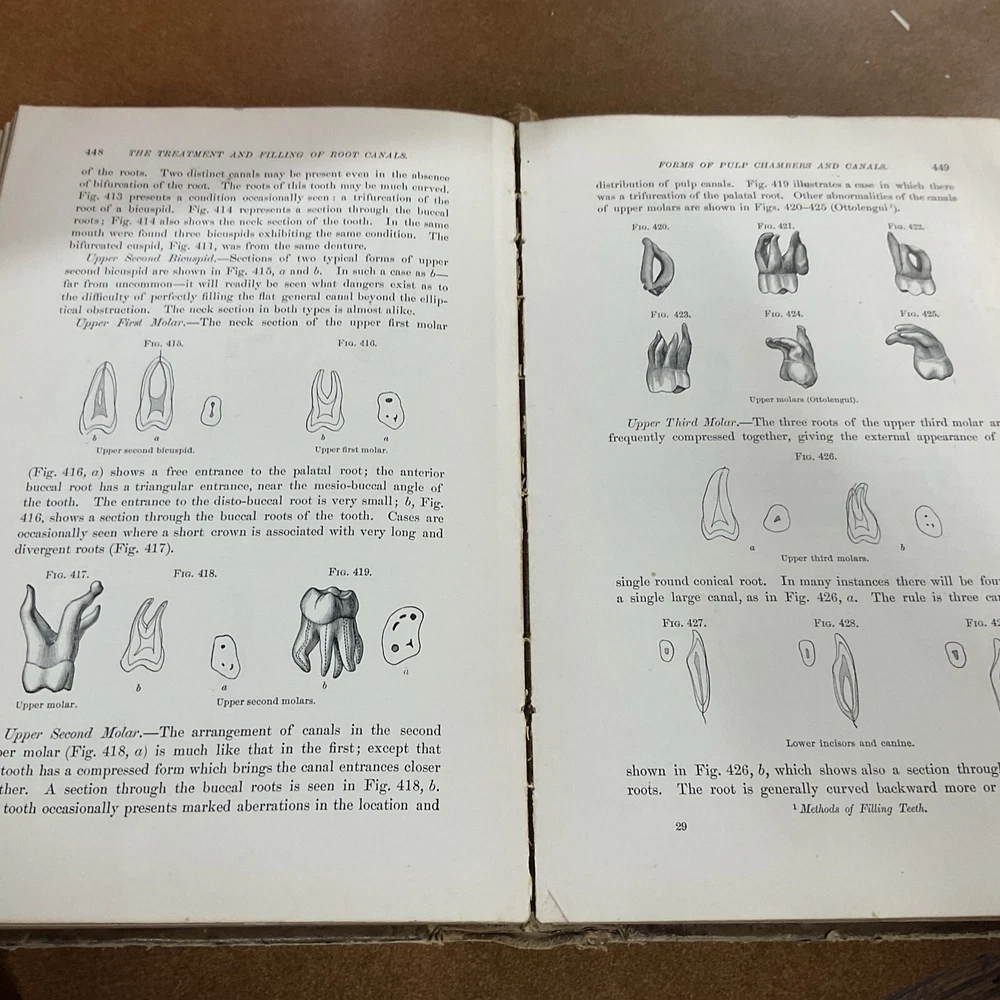 448 THE TREATMENT AND FILLING OF ROOT CANALS.
of the roots. Two distinct canals may be present even in the absence
of bifurcation of the root. The roots of this tooth may be much curved.
Fig. 413 presents a condition occasionally seen: a trifurcation of the
root of a bicuspid. Fig. 414 represents a section through the buccal
roots; Fig. 414 a also shows the neck section of the tooth. In the same
mouth were found three bicuspids exhibiting the same condition. The
bifurcated cuspid, Fig. 411, was from the same denture.
Upper Second Bicuspid.—Sections of two typical forms of upper
second bicuspid are shown in Fig. 415, a and b. In such a case as b—
far from uncommon—it will readily be seen what dangers exist as to
the difficulty of perfectly filling the flat general canal beyond the ellip-
tical obstruction. The neck section in both types is almost alike.
Upper First Molar.—The neck section of the upper first molar
FIG. 415. FIG. 416.
b a b a
Upper second bicuspid. Upper first molar.
(Fig. 416, a) shows a free entrance to the palatal root; the anterior
buccal root has a triangular entrance, near the mesio-buccal angle of
the tooth. The entrance to the disto-buccal root is very small; b, Fig.
416, shows a section through the buccal roots of the tooth. Cases are
occasionally seen where a short crown is associated with very long and
divergent roots (Fig. 417).
FIG. 417. FIG. 418. FIG. 419.
b a b a
Upper molar. Upper second molars.
Upper Second Molar.—The arrangement of canals in the second
per molar (Fig. 418, a) is much like that in the first; except that
tooth has a compressed form which brings the canal entrances closer
ther. A section through the buccal roots is seen in Fig. 418, b.
tooth occasionally presents marked aberrations in the location and
FORMS OF PULP CHAMBERS AND CANALS. 449
distribution of pulp canals. Fig. 419 illustrates a case in which there
was a trifurcation of the palatal root. Other abnormalities of the canals
of upper molars are shown in Figs. 420–425 (Ottolengui¹).
FIG. 420. FIG. 421. FIG. 422.
FIG. 423. FIG. 424. FIG. 425.
Upper molars (Ottolengui).
Upper Third Molar.—The three roots of the upper third molar ar
frequently compressed together, giving the external appearance of
FIG. 426.
a b
Upper third molars.
single round conical root. In many instances there will be fou
a single large canal, as in Fig. 426, a. The rule is three ca
FIG. 427. FIG. 428. FIG. 42
Lower incisors and canine.
shown in Fig. 426, b, which shows also a section throug
roots. The root is generally curved backward more or
¹ Methods of Filling Teeth.
29